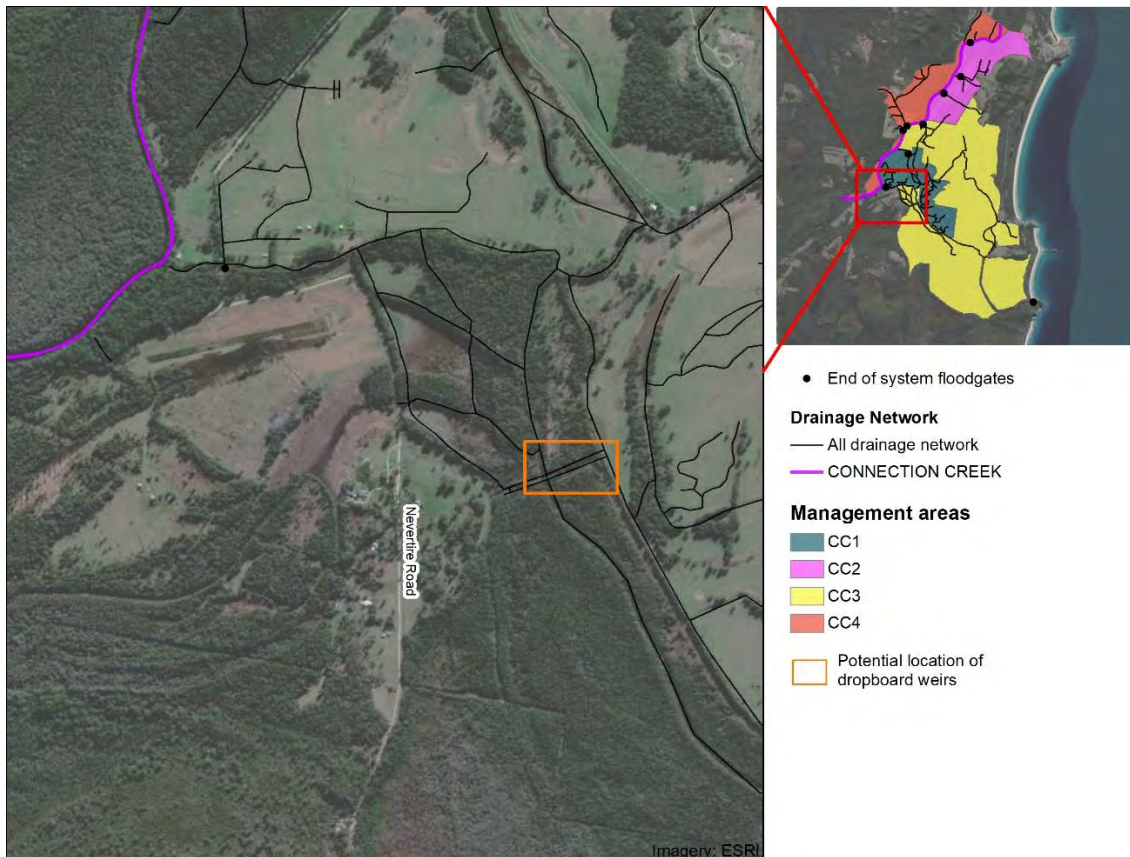 Nevertire Road
Imagery: ESRI
End of system floodgates
Drainage Network
All drainage network
CONNECTION CREEK
Management areas
CC1
CC2
CC3
CC4
Potential location of
dropboard weirs